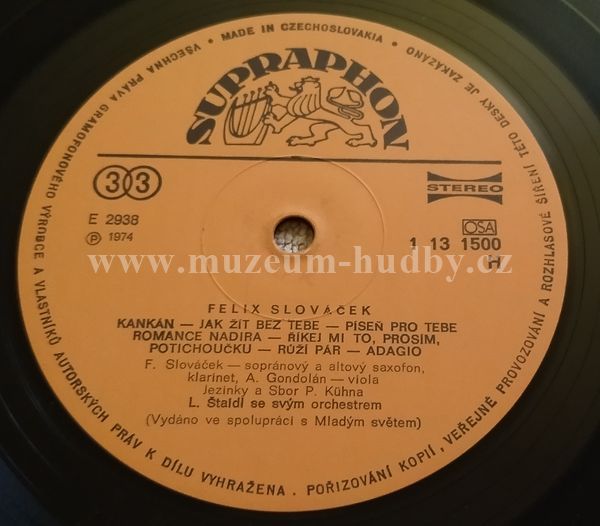 VŠECHNA PRÁVA GRAMOFONOVÉHO VÝROBCE A VLASTNÍKŮ AUTORSKÝCH PRÁV K DÍLU VYHRAŽENA. POŘIZOVÁNÍ KOPIÍ, VEŘEJNÉ PROVOZOVÁNÍ A ROZHLASOVÉ ŠÍŘENÍ TÉTO DESKY JE ZAKÁZÁNO • MADE IN CZECHOSLOVAKIA •
SUPRAPHON
33
STEREO
E 2938
OSA
Ⓟ 1974
1 13 1500
H
www.muzeum-hudby.cz
FELIX SLOVÁČEK
KANKÁN — JAK ŽÍT BEZ TEBE — PÍSEŇ PRO TEBE
ROMANCE NADIRA — ŘÍKEJ MI TO, PROSIM,
POTICHOUČKU — RŮŽÍ PÁR — ADAGIO
F. Slováček — sopránový a altový saxofon,
klarinet, A. Gondolán — viola
Jezinky a Sbor P. Kühna
L. Štaidl se svým orchestrem
(Vydáno ve spolupráci s Mladým světem)